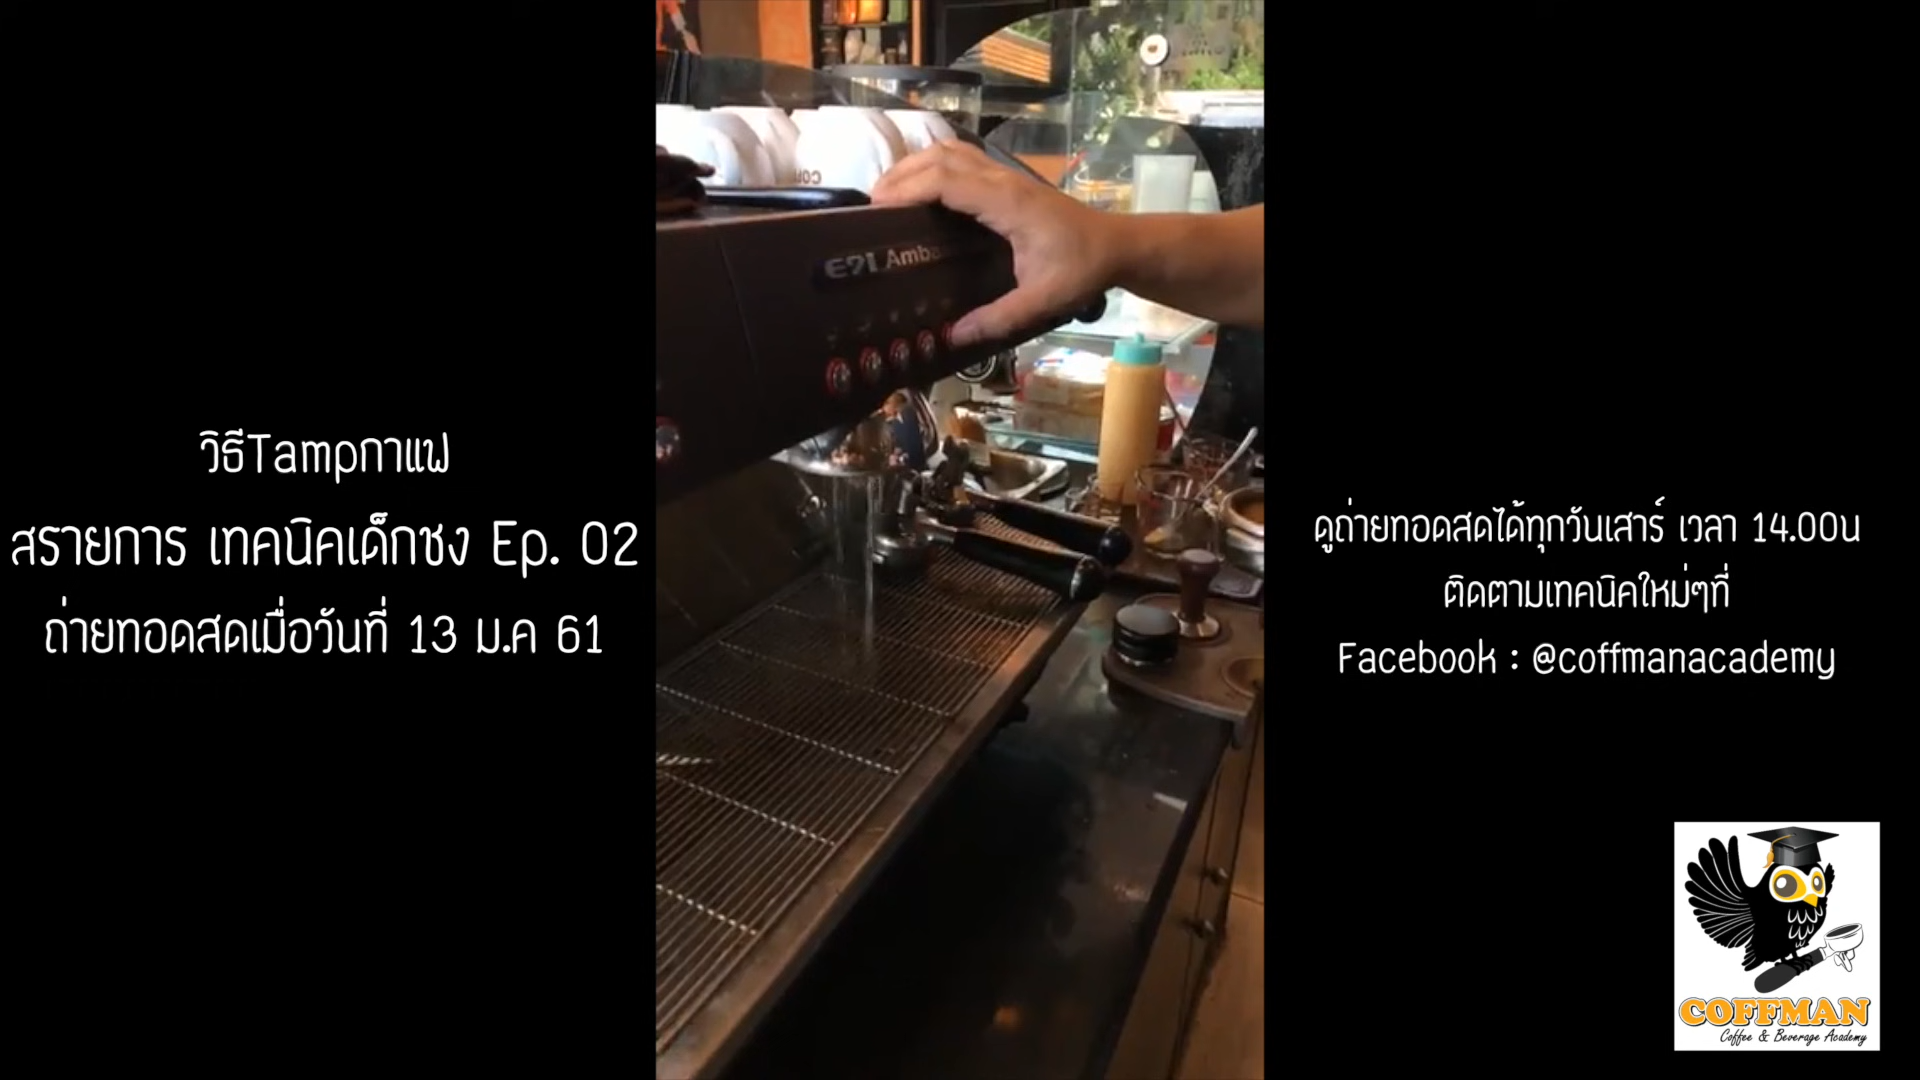 วิธีTampกาแฟ
สรายการ เทคนิคเด็กชง Ep. 02
ถ่ายทอดสดเมื่อวันที่ 13 ม.ค 61
E71 Amba
ดูถ่ายทอดสดได้ทุกวันเสาร์ เวลา 14.00น
ติดตามเทคนิคใหม่ๆที่
Facebook : @coffmanacademy
COFFMAN
Coffee & Beverage Academy